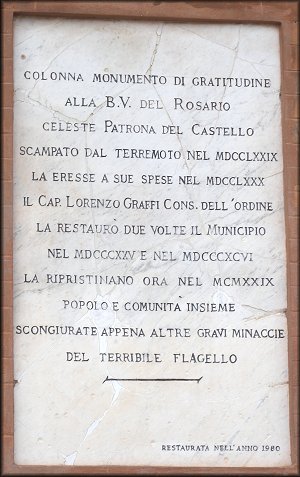 COLONNA MONUMENTO DI GRATITUDINE
ALLA B.V. DEL ROSARIO
CELESTE PATRONA DEL CASTELLO
SCAMPATO DAL TERREMOTO NEL MDCCLXXIX
LA ERESSE A SUE SPESE NEL MDCCLXXX
IL CAP. LORENZO GRAFFI CONS. DELL'ORDINE
LA RESTAURÒ DUE VOLTE IL MUNICIPIO
NEL MDCCCXXV E NEL MDCCCXCVI
LA RIPRISTINANO ORA NEL MCMXXIX
POPOLO E COMUNITÀ INSIEME
SCONGIURATE APPENA ALTRE GRAVI MINACCIE
DEL TERRIBILE FLAGELLO
RESTAURATA NELL'ANNO 1980